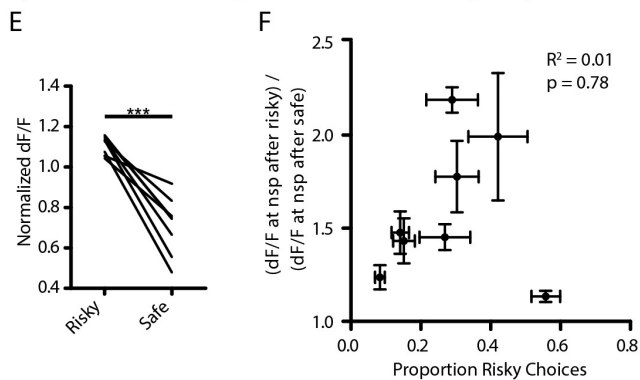 E
***
Normalized dF/F
1.4
1.2
1.0
0.8
0.6
0.4
Risky
Safe
F
R² = 0.01
p = 0.78
(dF/F at nsp after risky) /
(dF/F at nsp after safe)
2.5
2.0
1.5
1.0
0.0
0.2
0.4
0.6
0.8
Proportion Risky Choices